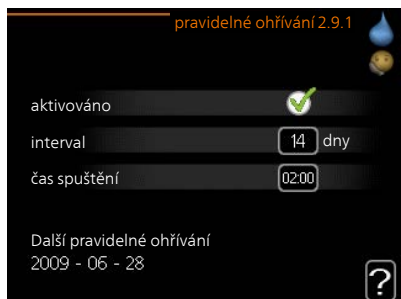 pravidelné ohřívání 2.9.1
aktivováno
interval 14 dny
čas spuštění 02:00
Další pravidelné ohřívání
2009 - 06 - 28
?